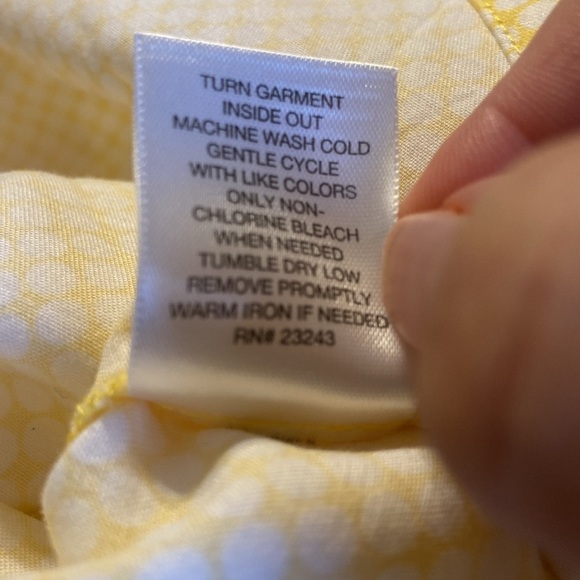 TURN GARMENT
INSIDE OUT
MACHINE WASH COLD
GENTLE CYCLE
WITH LIKE COLORS
ONLY NON-
CHLORINE BLEACH
WHEN NEEDED
TUMBLE DRY LOW
REMOVE PROMPTLY
WARM IRON IF NEEDED
RN# 23243